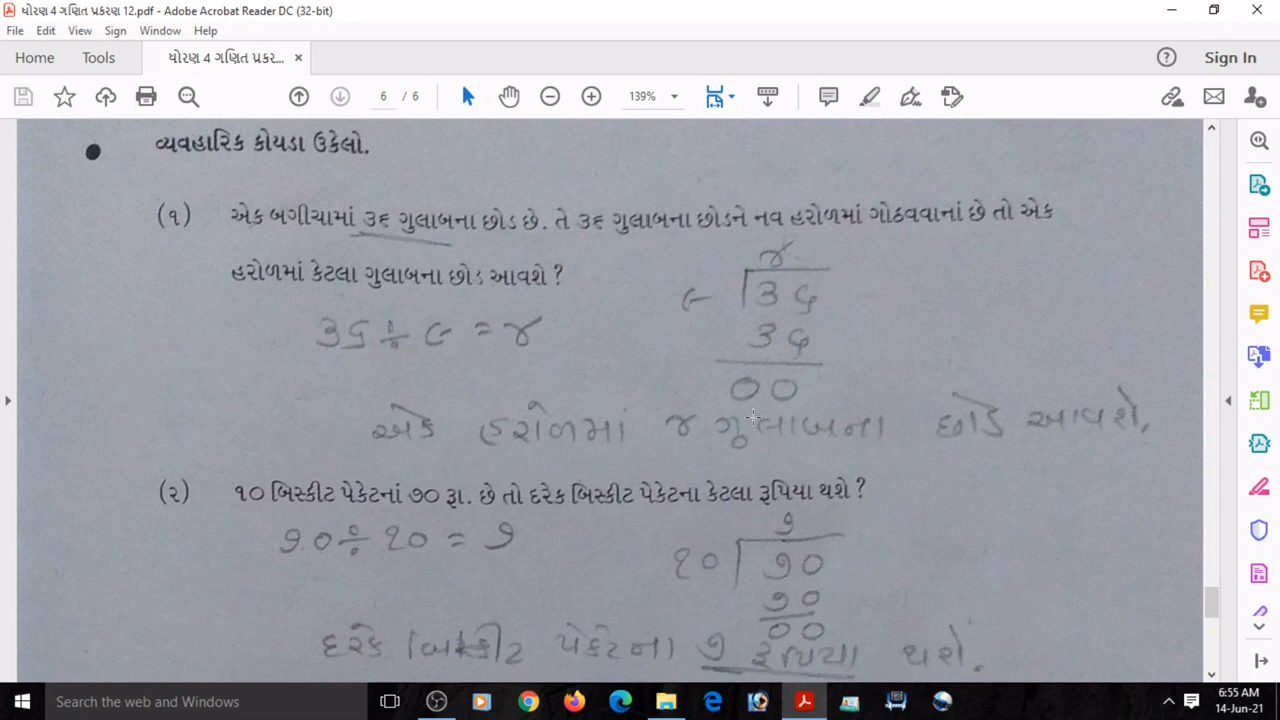 ધોરણ 4 ગણિત પ્રકરણ 12.pdf - Adobe Acrobat Reader DC (32-bit)
File Edit View Sign Window Help
Home Tools ધોરણ 4 ગણિત પ્રકર... × Sign In
6 / 6 139%
વ્યવહારિક કોયડા ઉકેલો.
(૧) એક બગીચામાં ૩૬ ગુલાબના છોડ છે. તે ૩૬ ગુલાબના છોડને નવ હરોળમાં ગોઠવવાનાં છે તો એક
૪
હરોળમાં કેટલા ગુલાબના છોડ આવશે ?
૯ ૩૬
૩૬ ÷ ૯ = ૪
૩૬
૦૦
એક હરોળમાં ૪ ગુલાબના છોડ આવશે.
(૨) ૧૦ બિસ્કીટ પેકેટનાં ૭૦ રૂા. છે તો દરેક બિસ્કીટ પેકેટના કેટલા રૂપિયા થશે ?
૭
૭૦ ÷ ૧૦ = ૭
૧૦ ૭૦
૭૦
૦૦
દરેક બિસ્કીટ પેકેટના ૭ રૂપિયા થશે.
Search the web and Windows
6:55 AM
14-Jun-21